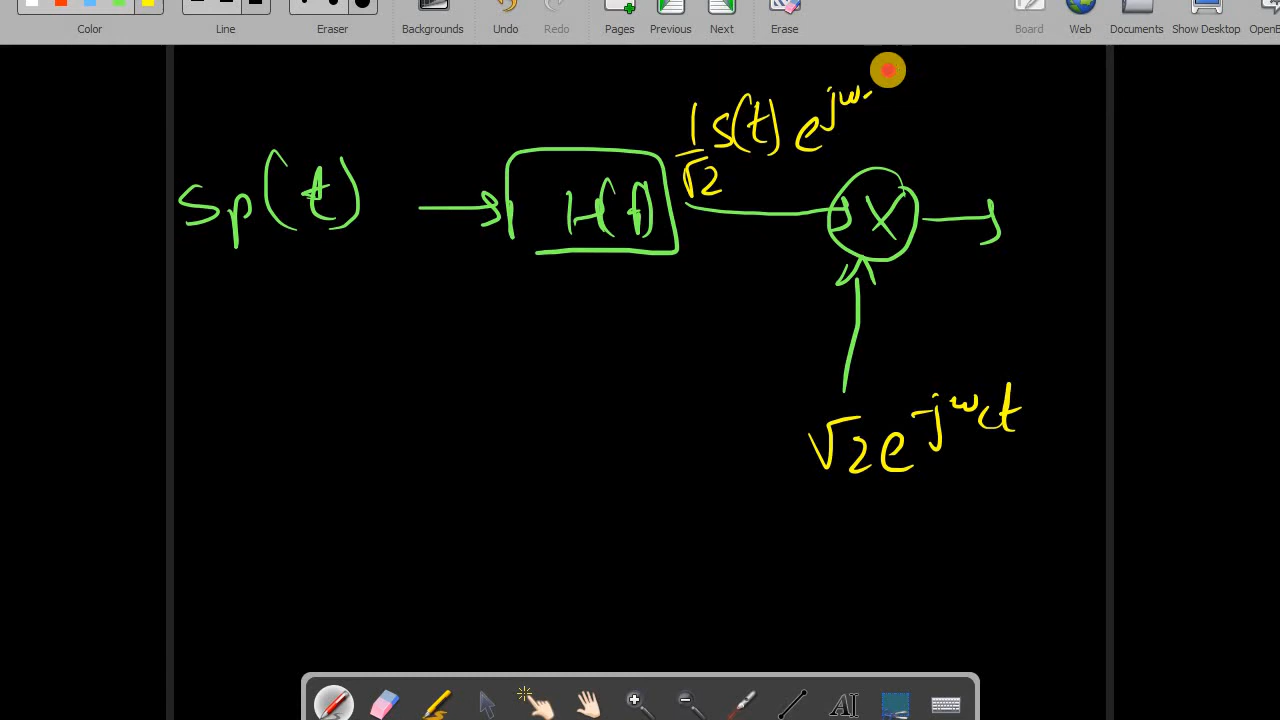 Color Line Eraser Backgrounds Undo Redo Pages Previous Next Erase Board Web Documents Show Desktop
1/√2 s(t) e^jω
Sp(t) H(f) X
√2 e^-jωct
AI